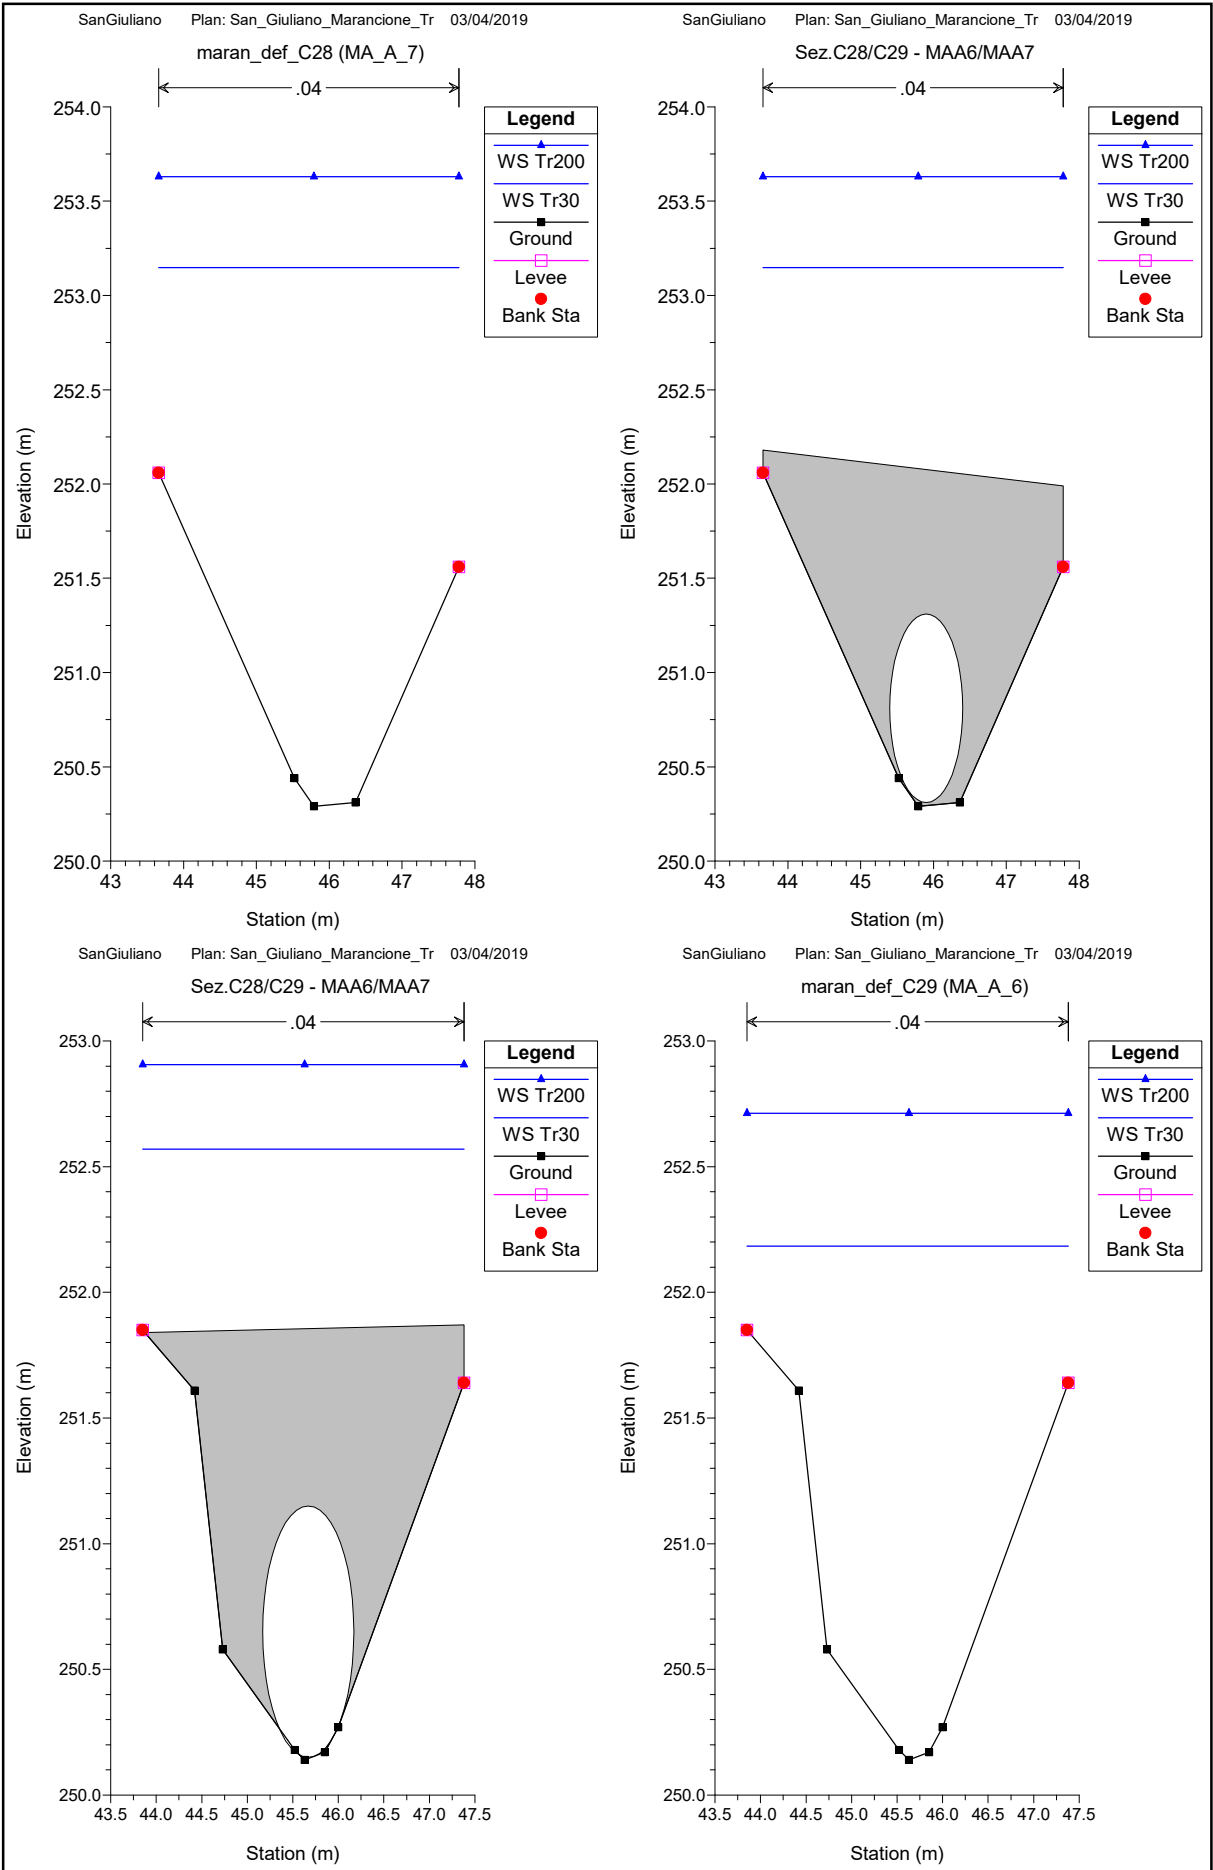 SanGiuliano Plan: San_Giuliano_Marancione_Tr 03/04/2019
maran_def_C28 (MA_A_7)
.04
254.0
253.5
253.0
252.5
252.0
251.5
251.0
250.5
250.0
43 44 45 46 47 48
Station (m)
Elevation (m)
Legend
WS Tr200
WS Tr30
Ground
Levee
Bank Sta
SanGiuliano Plan: San_Giuliano_Marancione_Tr 03/04/2019
Sez.C28/C29 - MAA6/MAA7
.04
254.0
253.5
253.0
252.5
252.0
251.5
251.0
250.5
250.0
43 44 45 46 47 48
Station (m)
Elevation (m)
Legend
WS Tr200
WS Tr30
Ground
Levee
Bank Sta
SanGiuliano Plan: San_Giuliano_Marancione_Tr 03/04/2019
Sez.C28/C29 - MAA6/MAA7
.04
253.0
252.5
252.0
251.5
251.0
250.5
250.0
43.5 44.0 44.5 45.0 45.5 46.0 46.5 47.0 47.5
Station (m)
Elevation (m)
Legend
WS Tr200
WS Tr30
Ground
Levee
Bank Sta
SanGiuliano Plan: San_Giuliano_Marancione_Tr 03/04/2019
maran_def_C29 (MA_A_6)
.04
253.0
252.5
252.0
251.5
251.0
250.5
250.0
43.5 44.0 44.5 45.0 45.5 46.0 46.5 47.0 47.5
Station (m)
Elevation (m)
Legend
WS Tr200
WS Tr30
Ground
Levee
Bank Sta